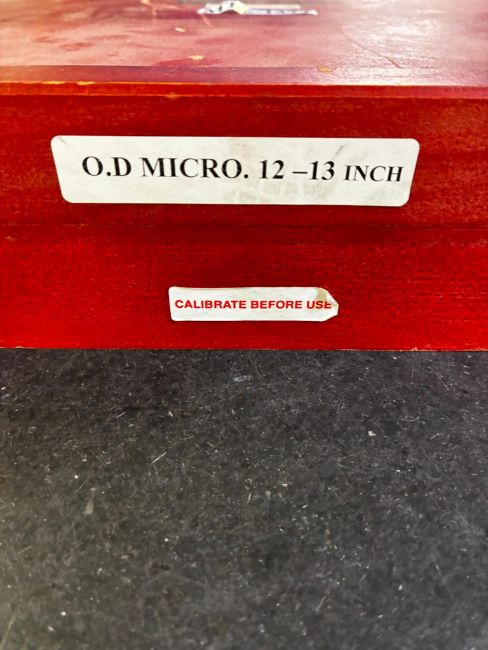 O.D MICRO. 12 –13 INCH
CALIBRATE BEFORE USE